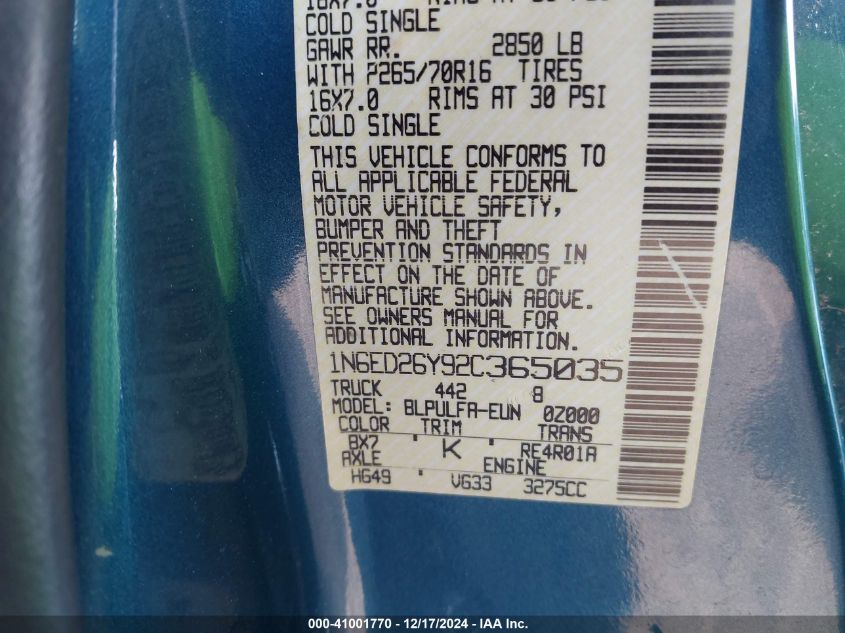 COLD SINGLE
GAWR RR. 2850 LB
WITH P265/70R16 TIRES
16X7.0 RIMS AT 30 PSI
COLD SINGLE
THIS VEHICLE CONFORMS TO
ALL APPLICABLE FEDERAL
MOTOR VEHICLE SAFETY,
BUMPER AND THEFT
PREVENTION STANDARDS IN
EFFECT ON THE DATE OF
MANUFACTURE SHOWN ABOVE.
SEE OWNERS MANUAL FOR
ADDITIONAL INFORMATION.
1N6ED26Y92C365035
TRUCK 442 8
MODEL: BLPULFA-EUN 0Z000
COLOR TRIM TRANS
8X7 K RE4R01A
AXLE ENGINE
HG49 VG33 3275CC
000-41001770 - 12/17/2024 - IAA Inc.